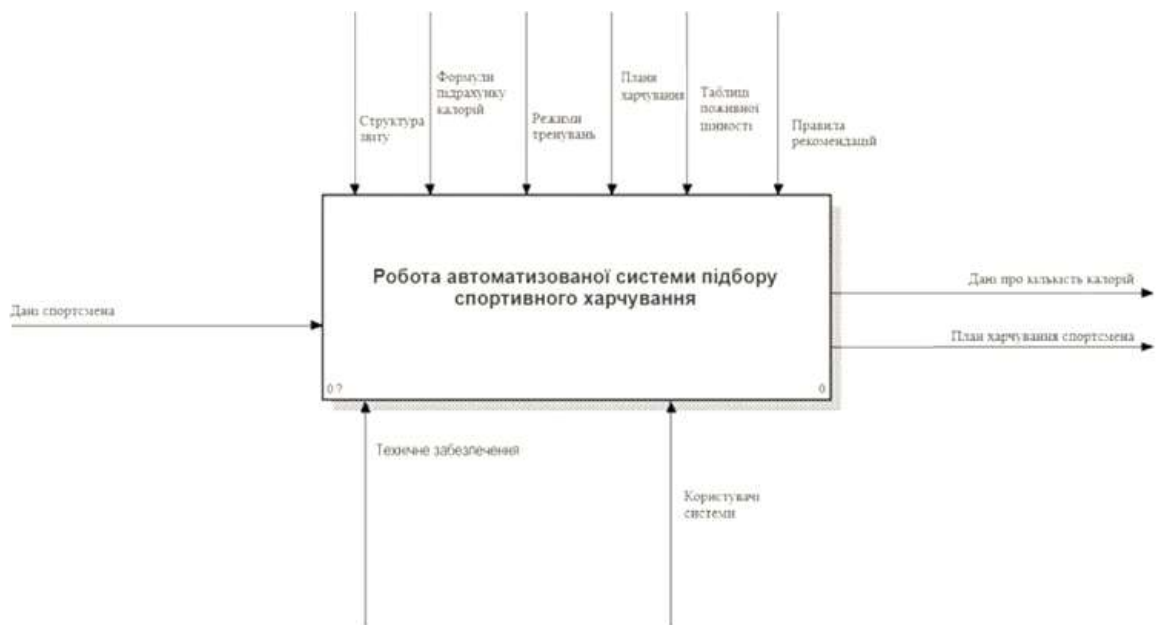 Структура
звіту
Формули
підрахунку
калорій
Режими
тренувань
Плани
харчування
Таблиці
поживної
цінності
Правила
рекомендацій
Робота автоматизованої системи підбору
спортивного харчування
Дані спортсмена
Дані про кількість калорій
План харчування спортсмена
0 ?
0
Технічне забезпечення
Користувачі
системи